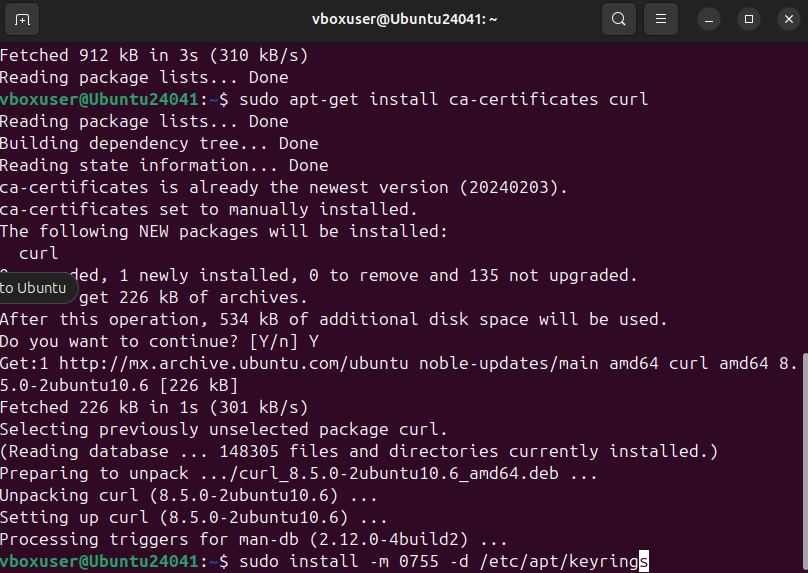 vboxuser@Ubuntu24041: ~
Fetched 912 kB in 3s (310 kB/s)
Reading package lists... Done
vboxuser@Ubuntu24041:~$ sudo apt-get install ca-certificates curl
Reading package lists... Done
Building dependency tree... Done
Reading state information... Done
ca-certificates is already the newest version (20240203).
ca-certificates set to manually installed.
The following NEW packages will be installed:
  curl
ded, 1 newly installed, 0 to remove and 135 not upgraded.
to Ubuntu
get 226 kB of archives.
After this operation, 534 kB of additional disk space will be used.
Do you want to continue? [Y/n] Y
Get:1 http://mx.archive.ubuntu.com/ubuntu noble-updates/main amd64 curl amd64 8.
5.0-2ubuntu10.6 [226 kB]
Fetched 226 kB in 1s (301 kB/s)
Selecting previously unselected package curl.
(Reading database ... 148305 files and directories currently installed.)
Preparing to unpack .../curl_8.5.0-2ubuntu10.6_amd64.deb ...
Unpacking curl (8.5.0-2ubuntu10.6) ...
Setting up curl (8.5.0-2ubuntu10.6) ...
Processing triggers for man-db (2.12.0-4build2) ...
vboxuser@Ubuntu24041:~$ sudo install -m 0755 -d /etc/apt/keyrings